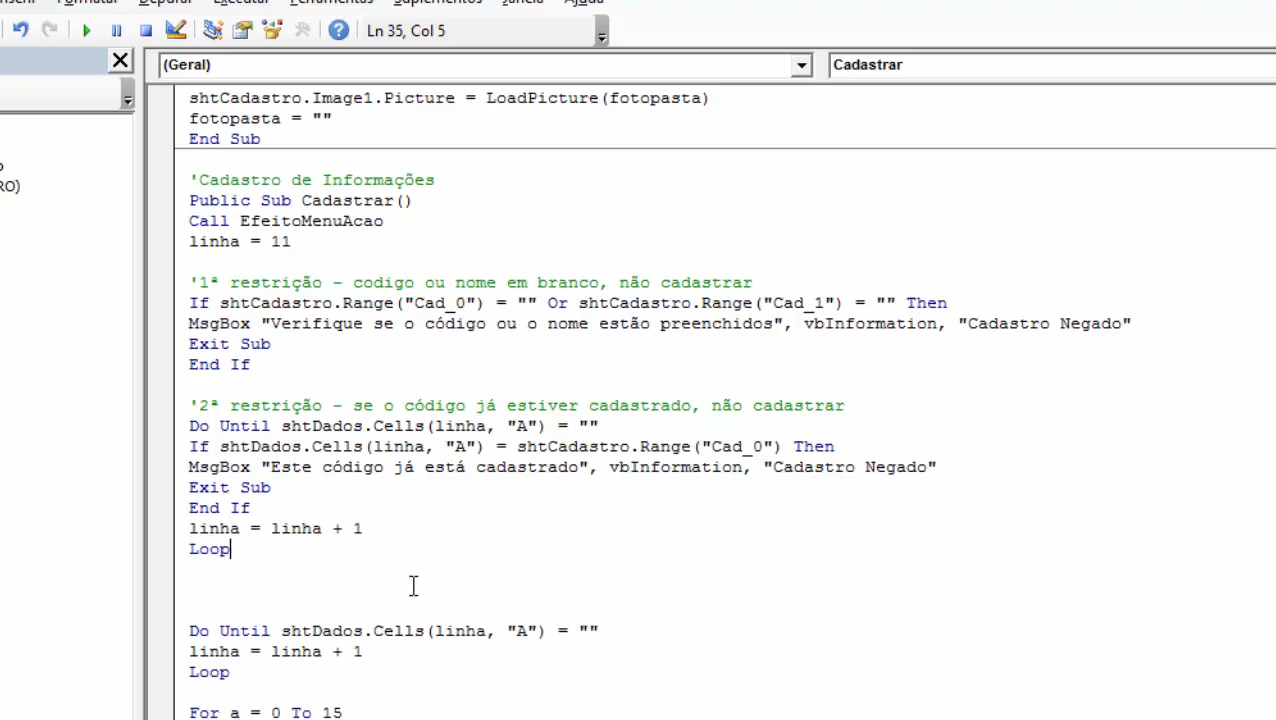 Ln 35, Col 5
(Geral)
Cadastrar
RO)
shtCadastro.Image1.Picture = LoadPicture(fotopasta)
fotopasta = ""
End Sub
'Cadastro de Informações
Public Sub Cadastrar()
Call EfeitoMenuAcao
linha = 11
'1ª restrição - codigo ou nome em branco, não cadastrar
If shtCadastro.Range("Cad_0") = "" Or shtCadastro.Range("Cad_1") = "" Then
MsgBox "Verifique se o código ou o nome estão preenchidos", vbInformation, "Cadastro Negado"
Exit Sub
End If
'2ª restrição - se o código já estiver cadastrado, não cadastrar
Do Until shtDados.Cells(linha, "A") = ""
If shtDados.Cells(linha, "A") = shtCadastro.Range("Cad_0") Then
MsgBox "Este código já está cadastrado", vbInformation, "Cadastro Negado"
Exit Sub
End If
linha = linha + 1
Loop
Do Until shtDados.Cells(linha, "A") = ""
linha = linha + 1
Loop
For a = 0 To 15